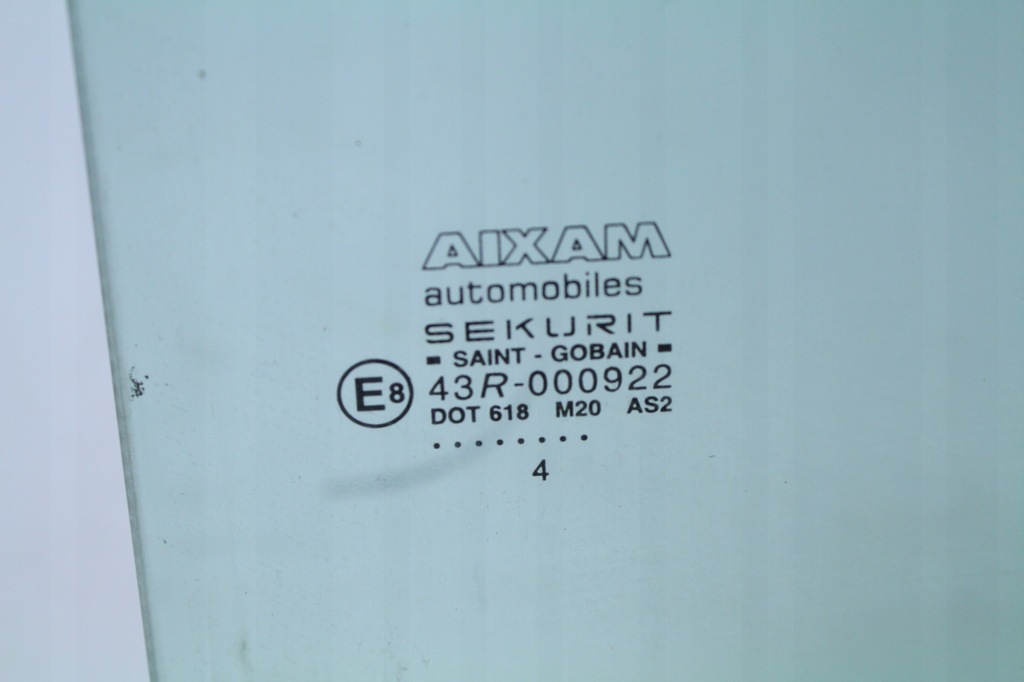 AIXAM
automobiles
SEKURIT
SAINT - GOBAIN
E8 43R-000922
DOT 618 M20 AS2
........
4